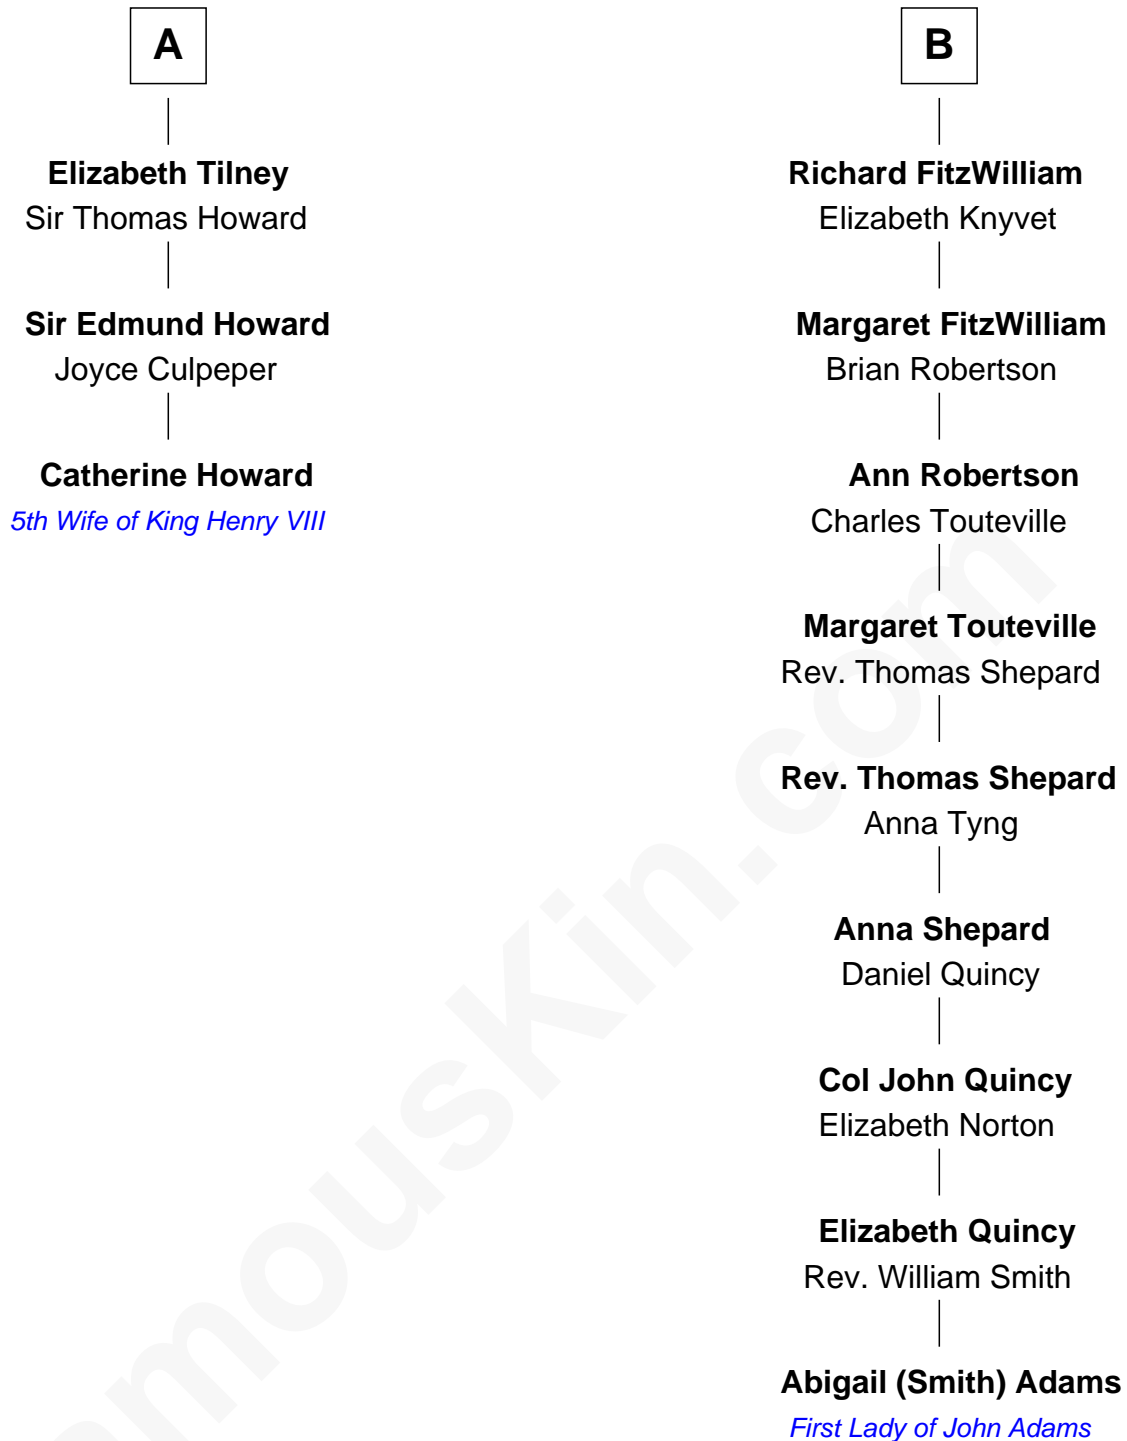 A
Elizabeth Tilney
Sir Thomas Howard
Sir Edmund Howard
Joyce Culpeper
Catherine Howard
5th Wife of King Henry VIII
B
Richard FitzWilliam
Elizabeth Knyvet
Margaret FitzWilliam
Brian Robertson
Ann Robertson
Charles Touteville
Margaret Touteville
Rev. Thomas Shepard
Rev. Thomas Shepard
Anna Tyng
Anna Shepard
Daniel Quincy
Col John Quincy
Elizabeth Norton
Elizabeth Quincy
Rev. William Smith
Abigail (Smith) Adams
First Lady of John Adams
amouskin.com